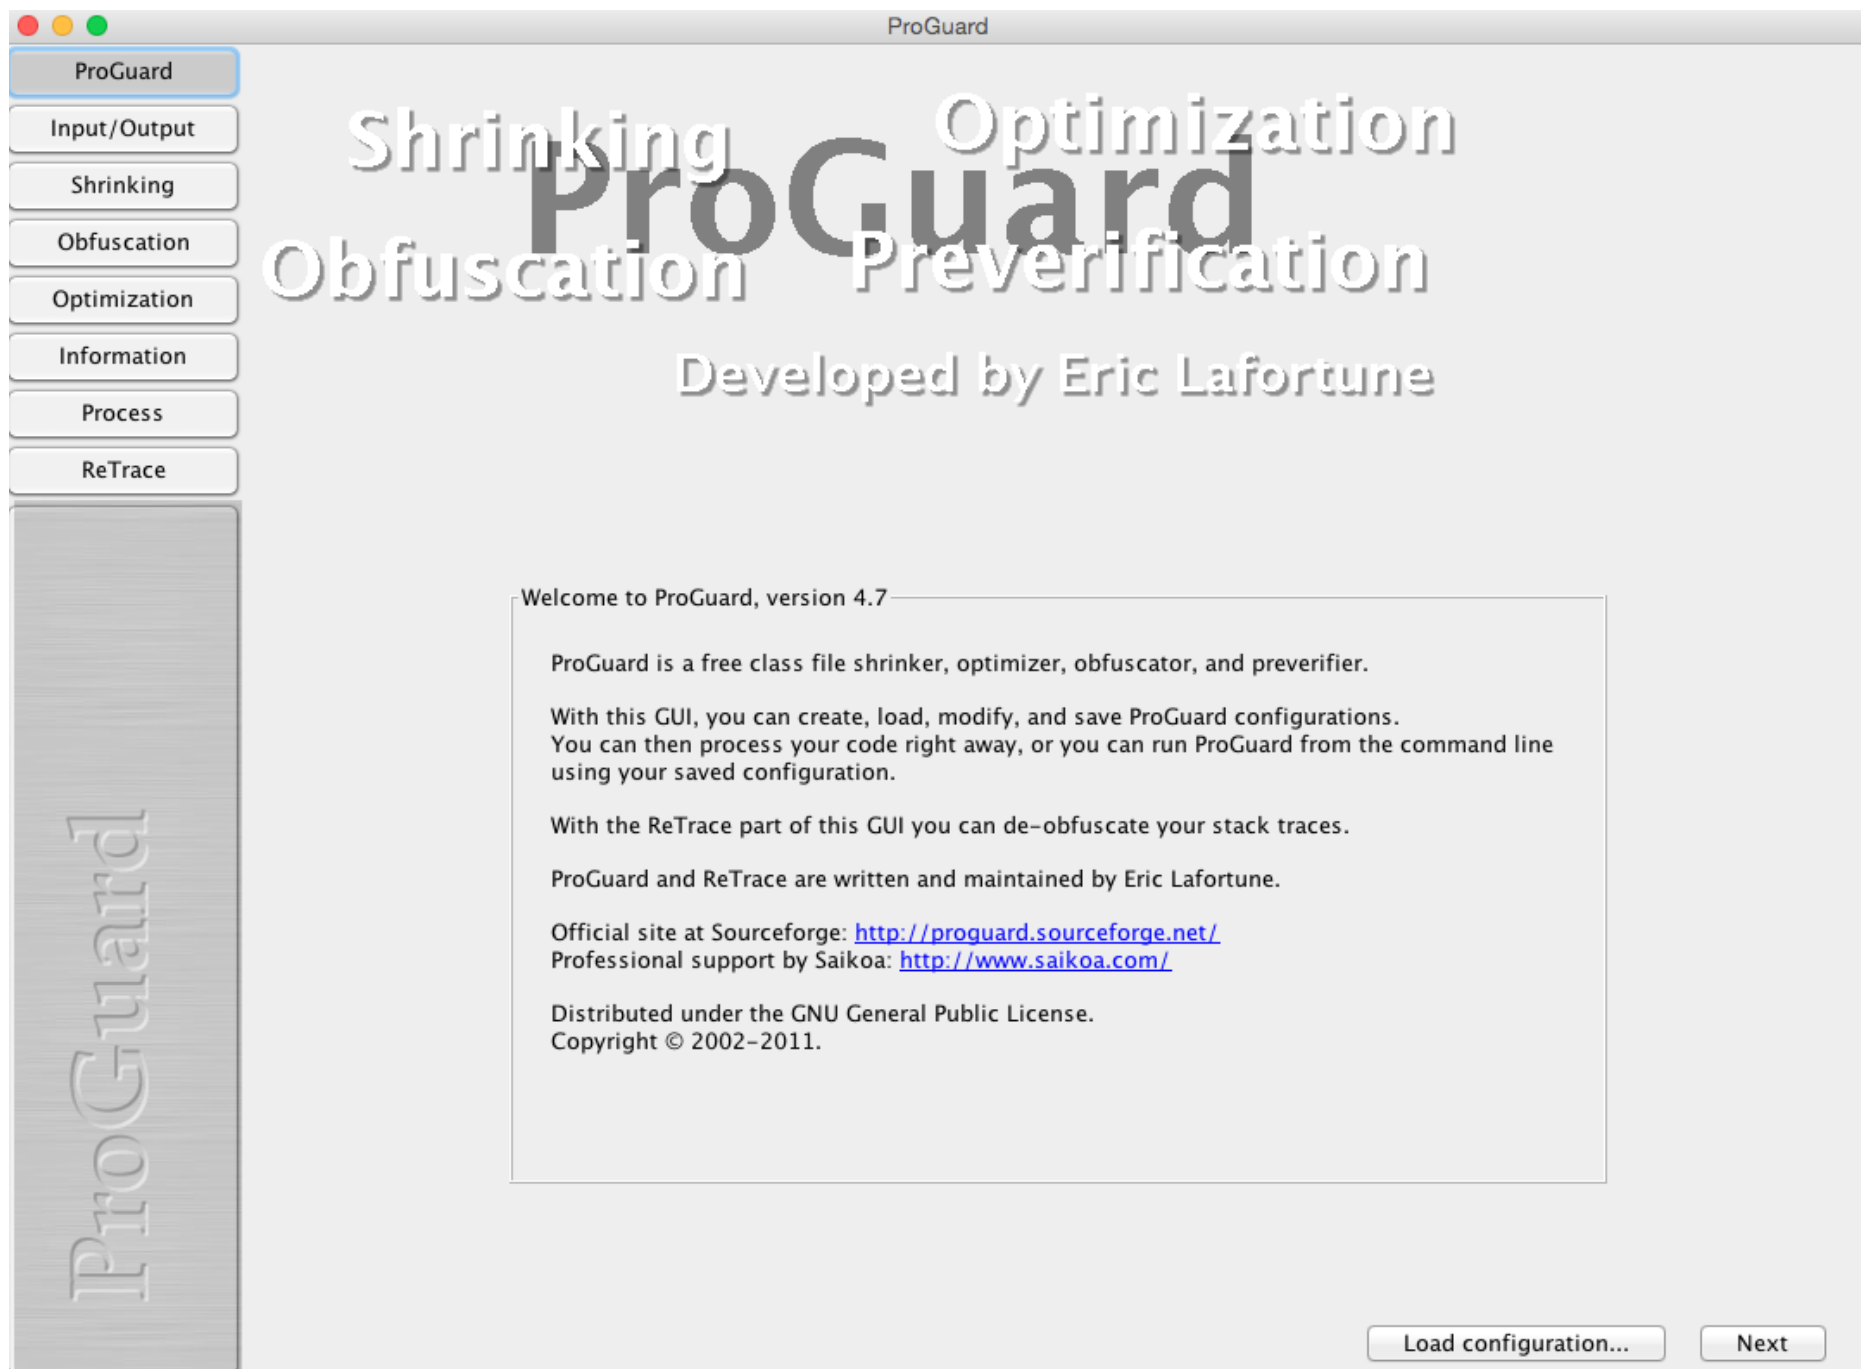 ProGuard
ProGuard
Input/Output
Shrinking
Obfuscation
Optimization
Information
Process
ReTrace
ProGuard
Shrinking
Optimization
ProGuard
Obfuscation
Preverification
Developed by Eric Lafortune
Welcome to ProGuard, version 4.7
ProGuard is a free class file shrinker, optimizer, obfuscator, and preverifier.
With this GUI, you can create, load, modify, and save ProGuard configurations.
You can then process your code right away, or you can run ProGuard from the command line
using your saved configuration.
With the ReTrace part of this GUI you can de-obfuscate your stack traces.
ProGuard and ReTrace are written and maintained by Eric Lafortune.
Official site at Sourceforge: http://proguard.sourceforge.net/
Professional support by Saikoa: http://www.saikoa.com/
Distributed under the GNU General Public License.
Copyright © 2002-2011.
Load configuration...
Next